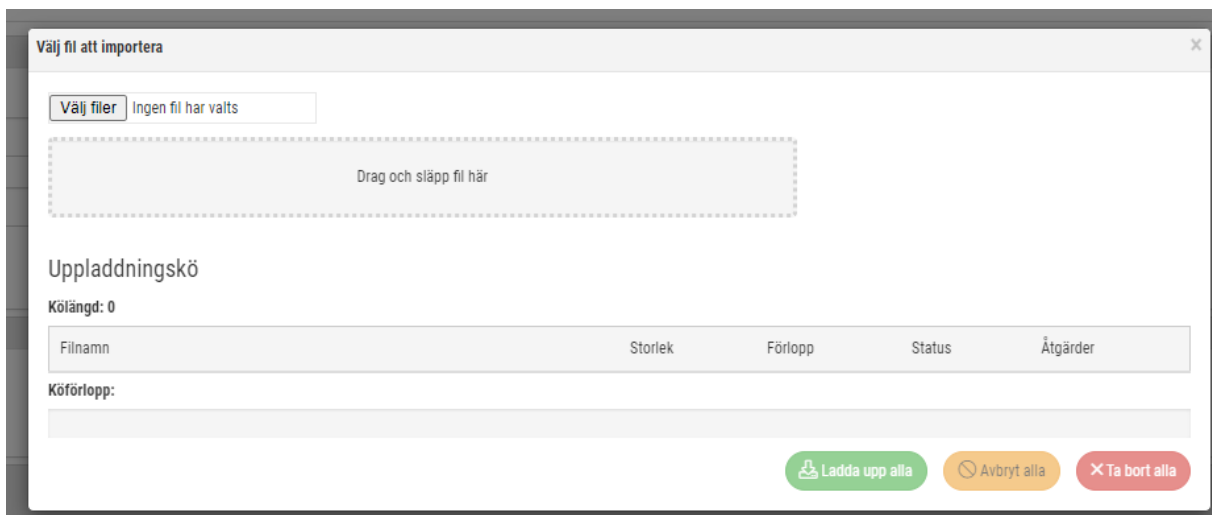 Välj fil att importera
Välj filer Ingen fil har valts
Drag och släpp fil här
Uppladdningskö
Kölängd: 0
Filnamn Storlek Förlopp Status Åtgärder
Köförlopp:
Ladda upp alla Avbryt alla Ta bort alla